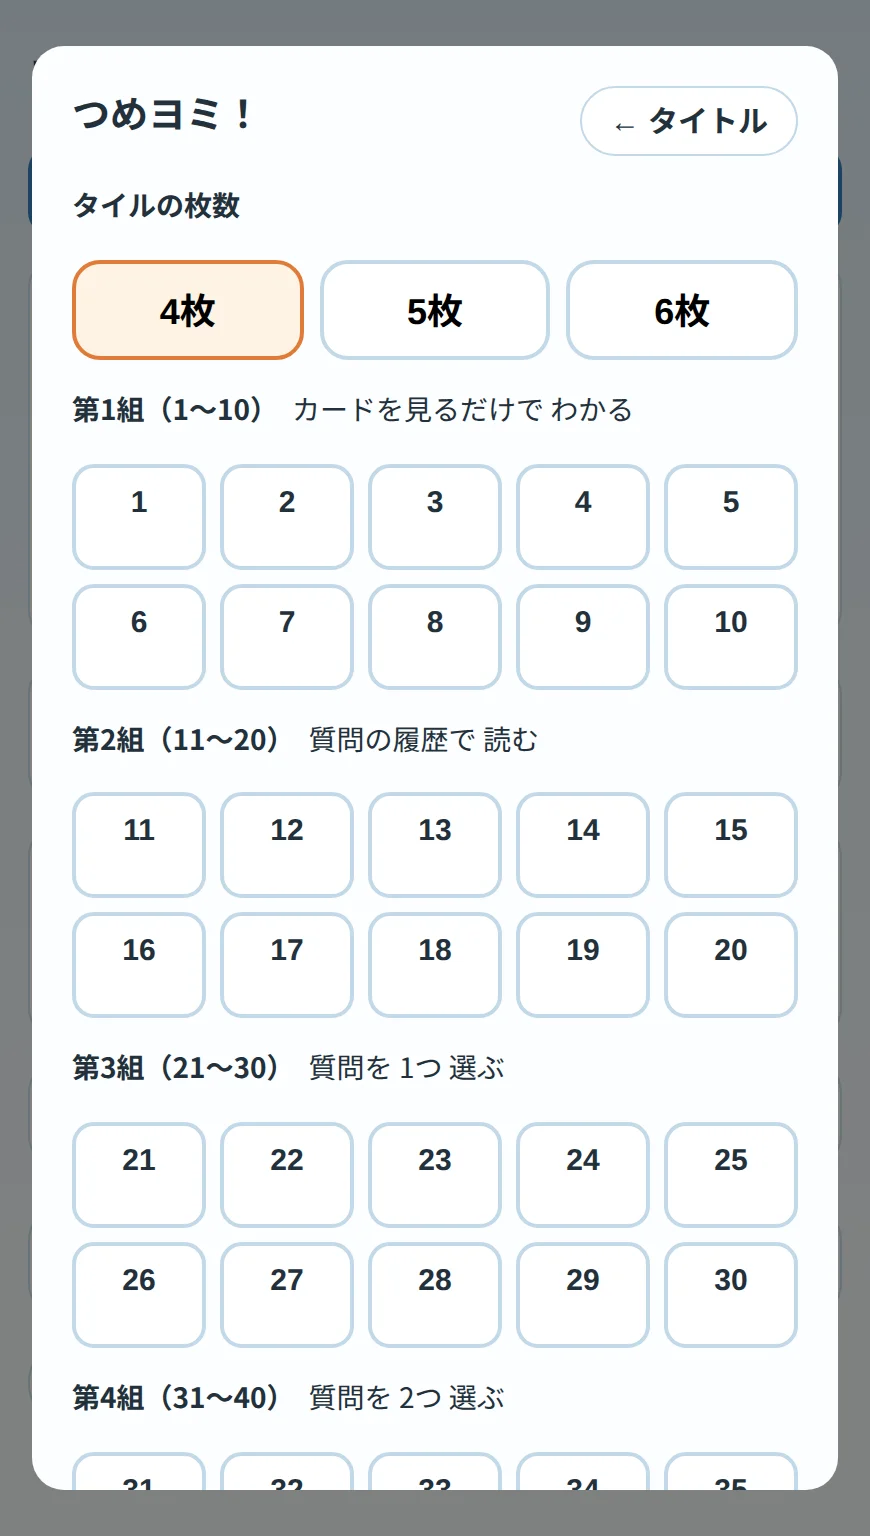 つめヨミ！
← タイトル
タイルの枚数
4枚 5枚 6枚
第1組（1〜10） カードを見るだけで わかる
1 2 3 4 5
6 7 8 9 10
第2組（11〜20） 質問の履歴で 読む
11 12 13 14 15
16 17 18 19 20
第3組（21〜30） 質問を 1つ 選ぶ
21 22 23 24 25
26 27 28 29 30
第4組（31〜40） 質問を 2つ 選ぶ
31 32 33 34 35